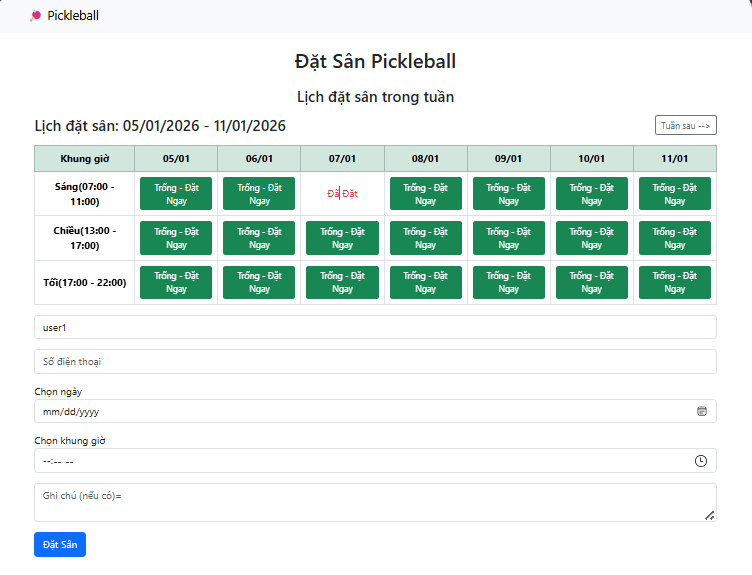 Pickleball
Đặt Sân Pickleball
Lịch đặt sân trong tuần
Lịch đặt sân: 05/01/2026 - 11/01/2026
Tuần sau -->
Khung giờ 05/01 06/01 07/01 08/01 09/01 10/01 11/01
Sáng(07:00 - 11:00) Trống - Đặt Ngay Trống - Đặt Ngay Đã Đặt Trống - Đặt Ngay Trống - Đặt Ngay Trống - Đặt Ngay Trống - Đặt Ngay
Chiều(13:00 - 17:00) Trống - Đặt Ngay Trống - Đặt Ngay Trống - Đặt Ngay Trống - Đặt Ngay Trống - Đặt Ngay Trống - Đặt Ngay Trống - Đặt Ngay
Tối(17:00 - 22:00) Trống - Đặt Ngay Trống - Đặt Ngay Trống - Đặt Ngay Trống - Đặt Ngay Trống - Đặt Ngay Trống - Đặt Ngay Trống - Đặt Ngay
user1
Số điện thoại
Chọn ngày
mm/dd/yyyy
Chọn khung giờ
--:-- --
Ghi chú (nếu có)=
Đặt Sân